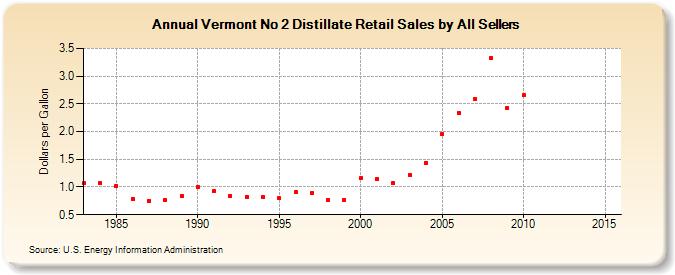 Annual Vermont No 2 Distillate Retail Sales by All Sellers
Dollars per Gallon
3.5
3.0
2.5
2.0
1.5
1.0
0.5
1985 1990 1995 2000 2005 2010 2015
Source: U.S. Energy Information Administration